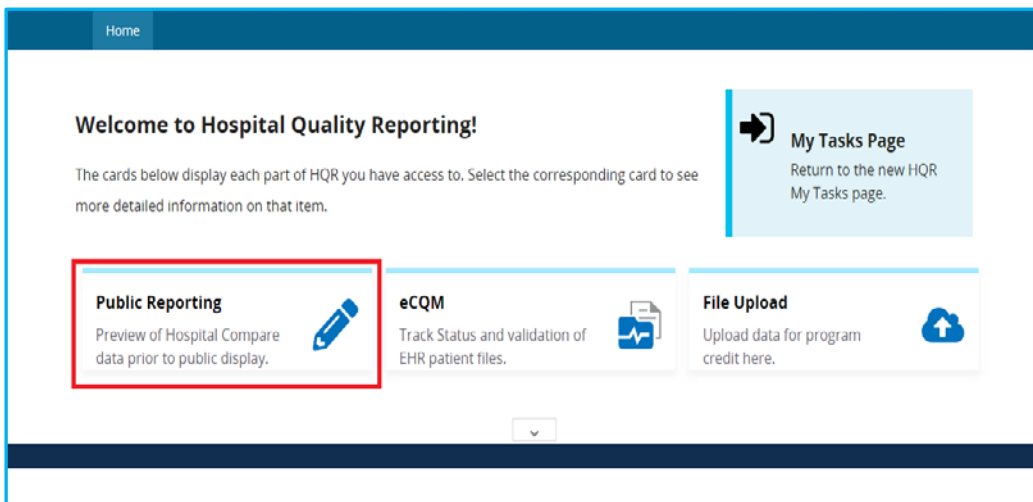 Home
Welcome to Hospital Quality Reporting!
The cards below display each part of HQR you have access to. Select the corresponding card to see
more detailed information on that item.
My Tasks Page
Return to the new HQR
My Tasks page.
Public Reporting
Preview of Hospital Compare
data prior to public display.
eCQM
Track Status and validation of
EHR patient files.
File Upload
Upload data for program
credit here.